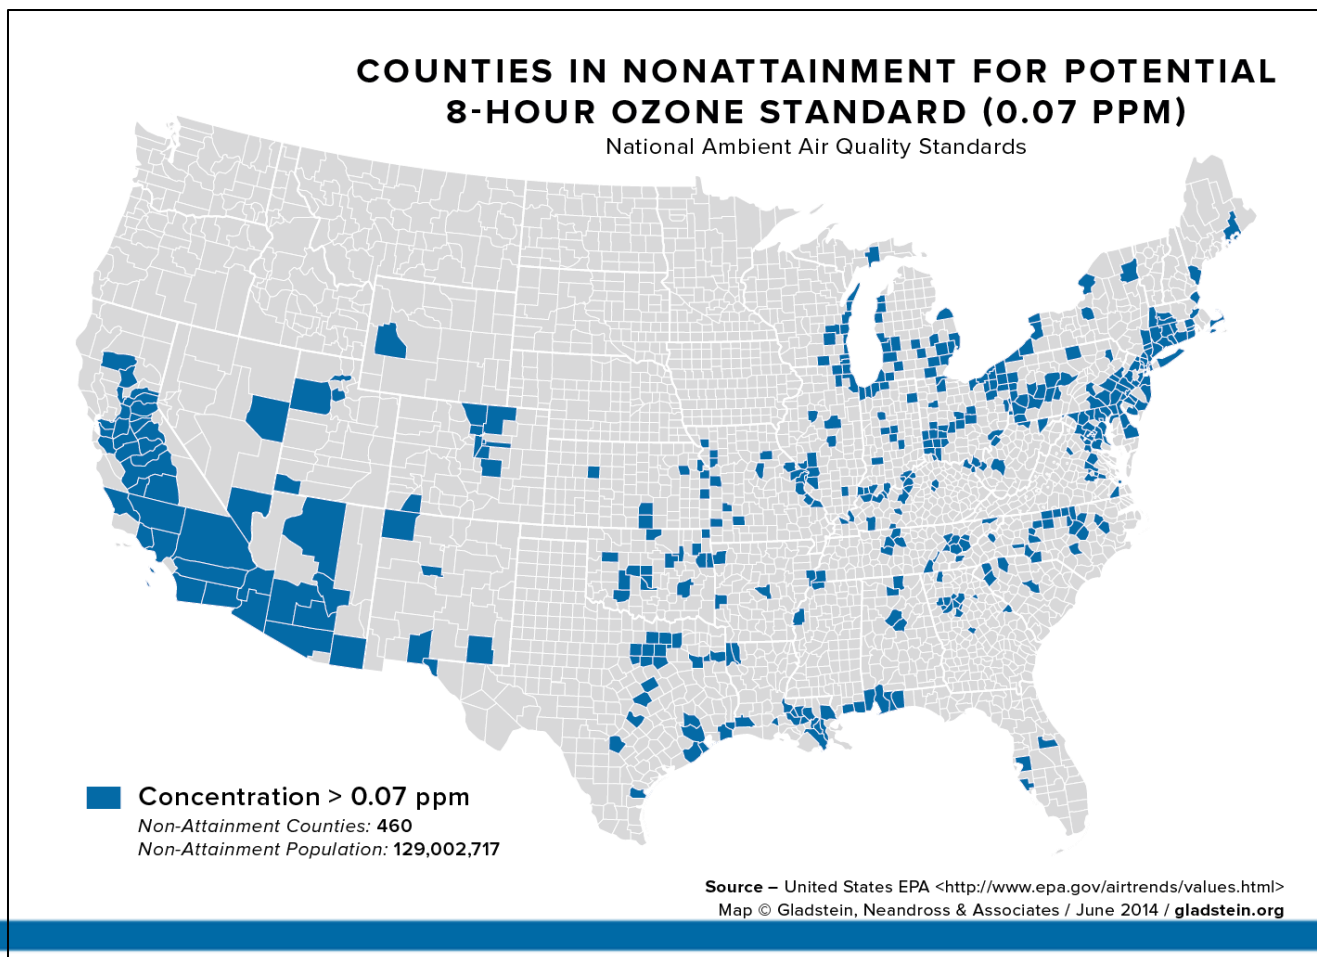 COUNTIES IN NONATTAINMENT FOR POTENTIAL
8-HOUR OZONE STANDARD (0.07 PPM)
National Ambient Air Quality Standards
Concentration > 0.07 ppm
Non-Attainment Counties: 460
Non-Attainment Population: 129,002,717
Source – United States EPA <http://www.epa.gov/airtrends/values.html>
Map © Gladstein, Neandross & Associates / June 2014 / gladstein.org